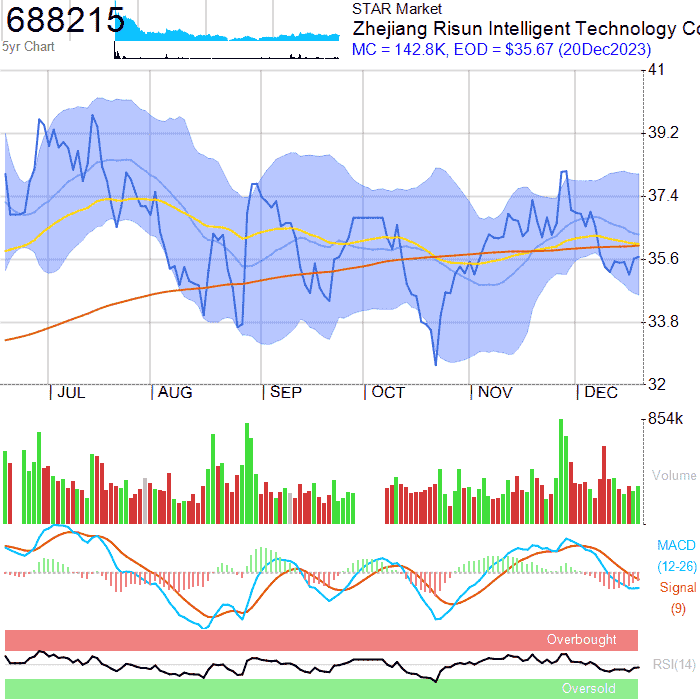 688215
5yr Chart
STAR Market
Zhejiang Risun Intelligent Technology Co
MC = 142.8K, EOD = $35.67 (20Dec2023)
41
39.2
37.4
35.6
33.8
32
JUL
AUG
SEP
OCT
NOV
DEC
854k
Volume
MACD
(12-26)
Signal
(9)
Overbought
RSI(14)
Oversold